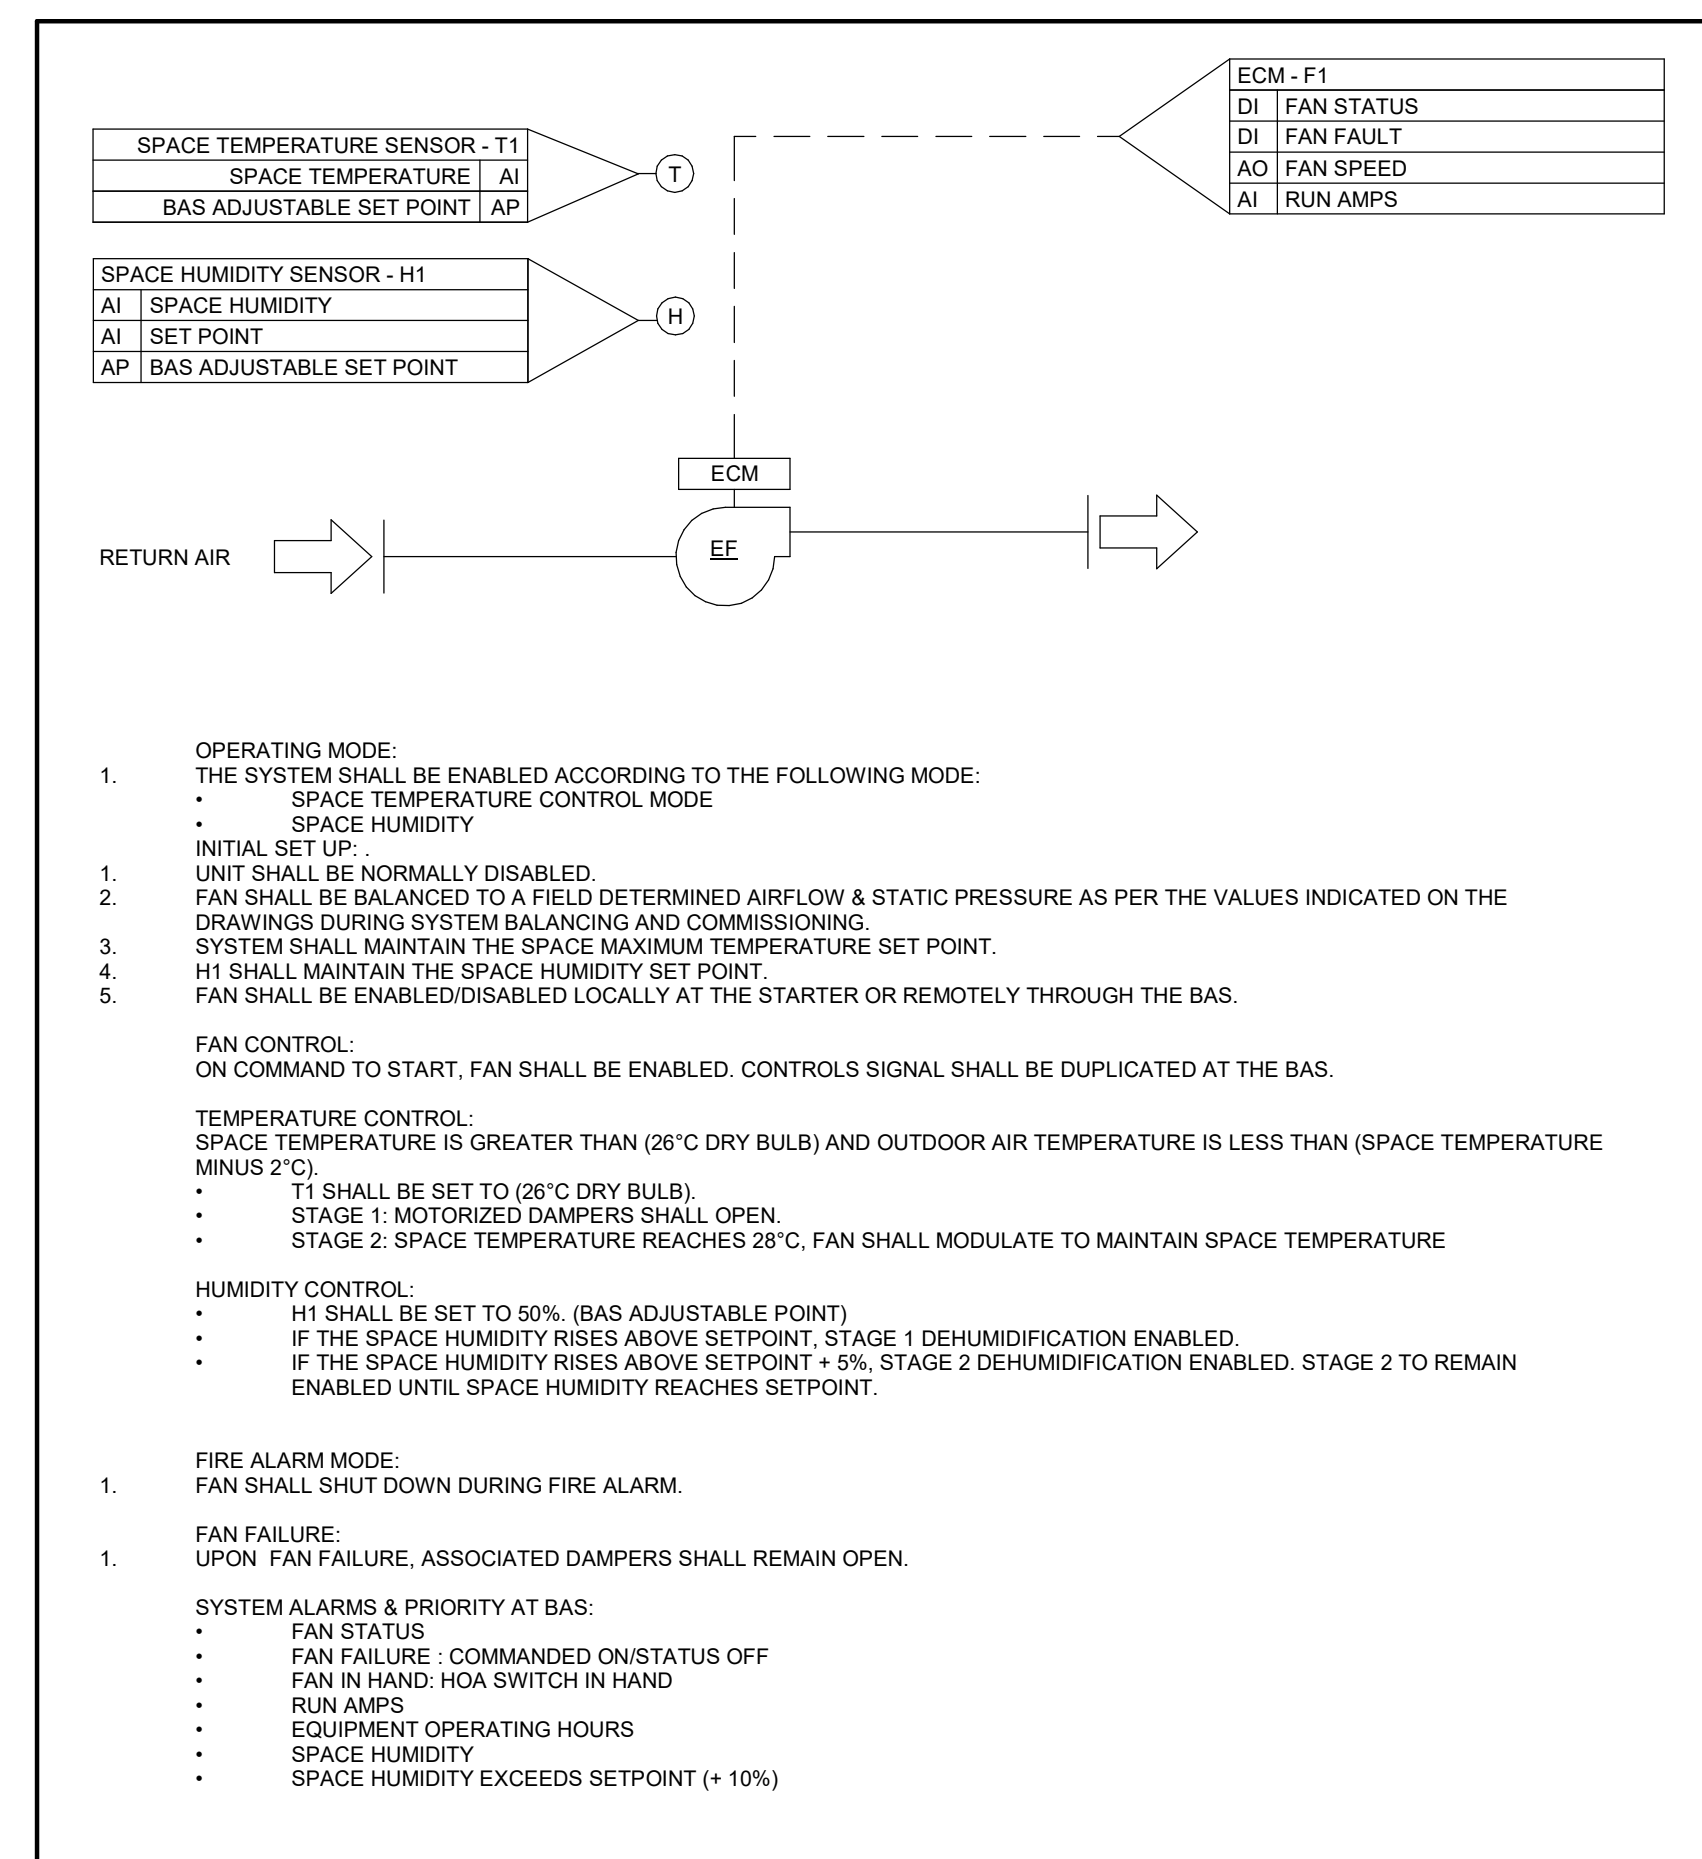 ECM - F1
DI FAN STATUS
DI FAN FAULT
AO FAN SPEED
AI RUN AMPS
SPACE TEMPERATURE SENSOR - T1
SPACE TEMPERATURE AI
BAS ADJUSTABLE SET POINT AP
T
SPACE HUMIDITY SENSOR - H1
AI SPACE HUMIDITY
AI SET POINT
AP BAS ADJUSTABLE SET POINT
H
ECM
EF
RETURN AIR
OPERATING MODE:
1. THE SYSTEM SHALL BE ENABLED ACCORDING TO THE FOLLOWING MODE:
• SPACE TEMPERATURE CONTROL MODE
• SPACE HUMIDITY
INITIAL SET UP: .
1. UNIT SHALL BE NORMALLY DISABLED.
2. FAN SHALL BE BALANCED TO A FIELD DETERMINED AIRFLOW & STATIC PRESSURE AS PER THE VALUES INDICATED ON THE
DRAWINGS DURING SYSTEM BALANCING AND COMMISSIONING.
3. SYSTEM SHALL MAINTAIN THE SPACE MAXIMUM TEMPERATURE SET POINT.
4. H1 SHALL MAINTAIN THE SPACE HUMIDITY SET POINT.
5. FAN SHALL BE ENABLED/DISABLED LOCALLY AT THE STARTER OR REMOTELY THROUGH THE BAS.
FAN CONTROL:
ON COMMAND TO START, FAN SHALL BE ENABLED. CONTROLS SIGNAL SHALL BE DUPLICATED AT THE BAS.
TEMPERATURE CONTROL:
SPACE TEMPERATURE IS GREATER THAN (26°C DRY BULB) AND OUTDOOR AIR TEMPERATURE IS LESS THAN (SPACE TEMPERATURE
MINUS 2°C).
• T1 SHALL BE SET TO (26°C DRY BULB).
• STAGE 1: MOTORIZED DAMPERS SHALL OPEN.
• STAGE 2: SPACE TEMPERATURE REACHES 28°C, FAN SHALL MODULATE TO MAINTAIN SPACE TEMPERATURE
HUMIDITY CONTROL:
• H1 SHALL BE SET TO 50%. (BAS ADJUSTABLE POINT)
• IF THE SPACE HUMIDITY RISES ABOVE SETPOINT, STAGE 1 DEHUMIDIFICATION ENABLED.
• IF THE SPACE HUMIDITY RISES ABOVE SETPOINT + 5%, STAGE 2 DEHUMIDIFICATION ENABLED. STAGE 2 TO REMAIN
ENABLED UNTIL SPACE HUMIDITY REACHES SETPOINT.
FIRE ALARM MODE:
1. FAN SHALL SHUT DOWN DURING FIRE ALARM.
FAN FAILURE:
1. UPON FAN FAILURE, ASSOCIATED DAMPERS SHALL REMAIN OPEN.
SYSTEM ALARMS & PRIORITY AT BAS:
• FAN STATUS
• FAN FAILURE : COMMANDED ON/STATUS OFF
• FAN IN HAND: HOA SWITCH IN HAND
• RUN AMPS
• EQUIPMENT OPERATING HOURS
• SPACE HUMIDITY
• SPACE HUMIDITY EXCEEDS SETPOINT (+ 10%)